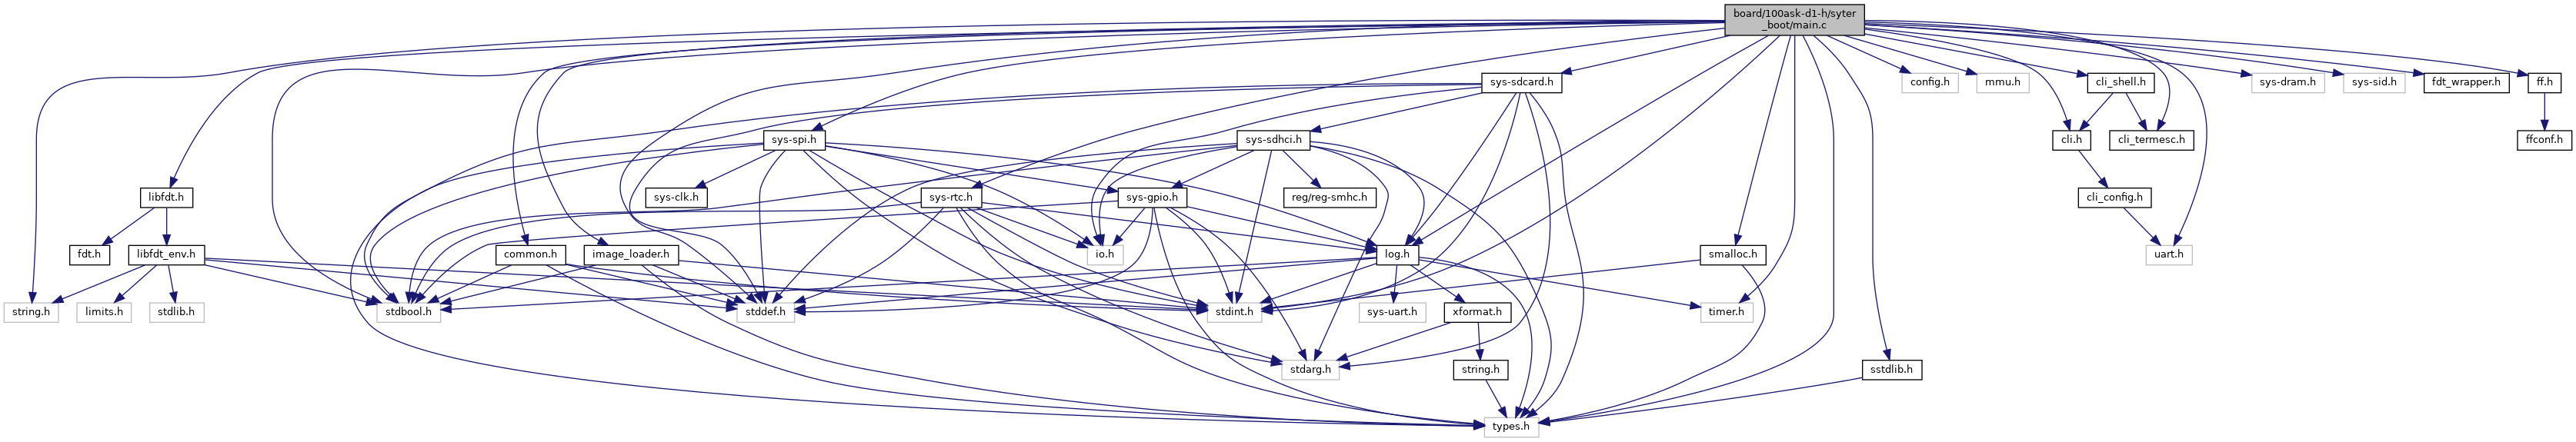 board/100ask-d1-h/syter
_boot/main.c
sys-sdcard.h
config.h
mmu.h
cli_shell.h
sys-dram.h
sys-sid.h
fdt_wrapper.h
ff.h
sys-spi.h
sys-sdhci.h
cli.h
cli_termesc.h
ffconf.h
libfdt.h
sys-clk.h
sys-rtc.h
sys-gpio.h
reg/reg-smhc.h
cli_config.h
fdt.h
libfdt_env.h
common.h
image_loader.h
io.h
log.h
smalloc.h
uart.h
string.h
limits.h
stdlib.h
stdbool.h
stddef.h
stdint.h
sys-uart.h
xformat.h
timer.h
stdarg.h
string.h
sstdlib.h
types.h